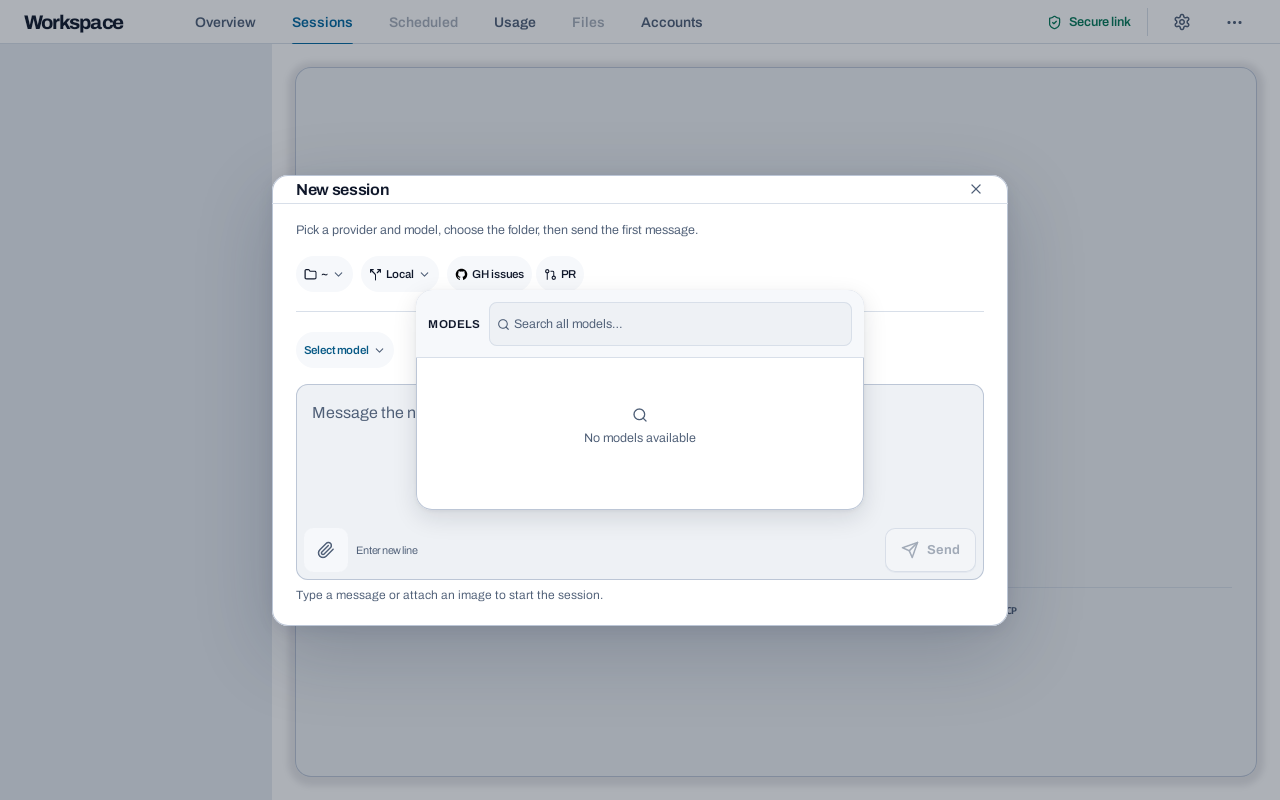 Workspace
Overview
Sessions
Scheduled
Usage
Files
Accounts
Secure link
New session
Pick a provider and model, choose the folder, then send the first message.
~
Local
GH issues
PR
MODELS
Search all models...
Select model
Message the n
No models available
Enter new line
Send
Type a message or attach an image to start the session.